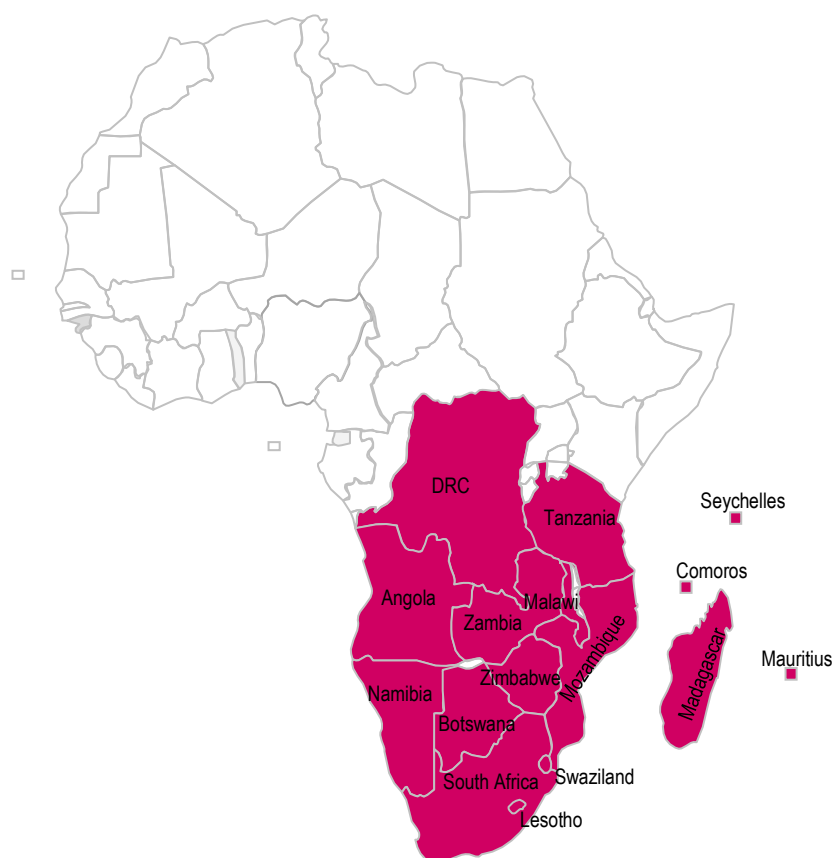 DRC
Seychelles
Tanzania
Comoros
Angola
Malawi
Zambia
Mozambique
Madagascar
Mauritius
Zimbabwe
Namibia
Botswana
Swaziland
South Africa
Lesotho